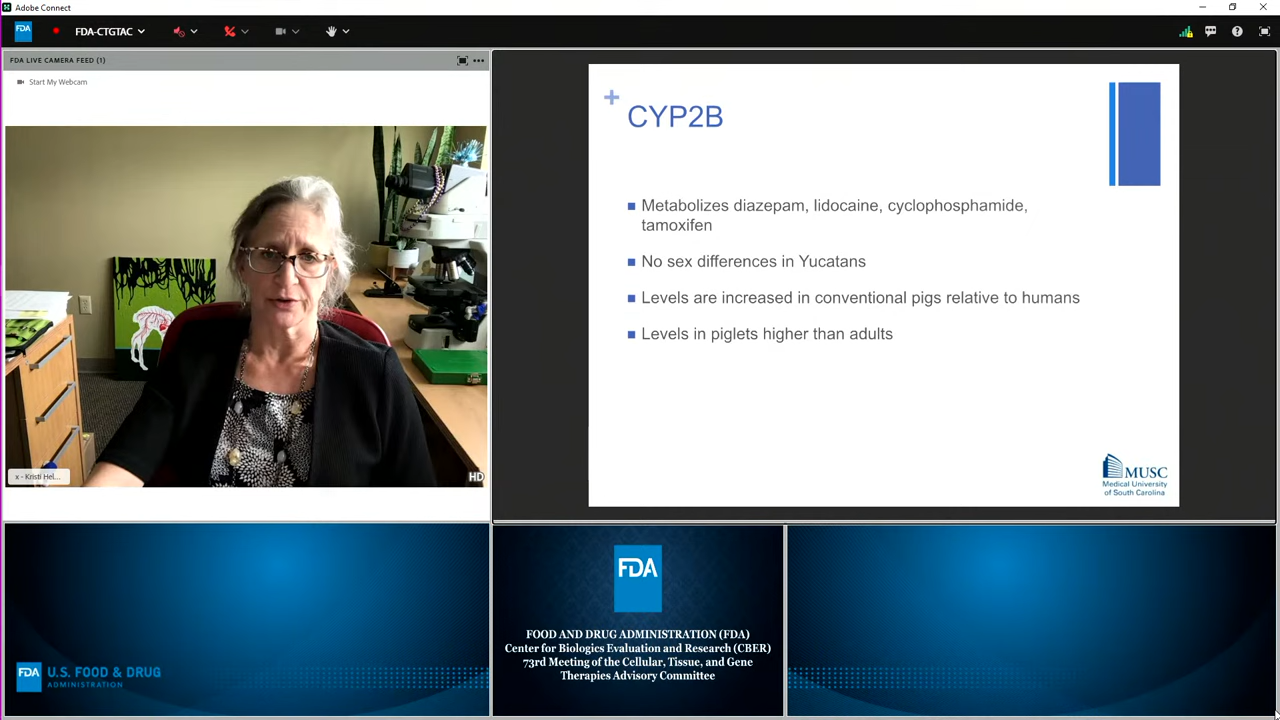 Adobe Connect
FDA
FDA-CTGTAC
FDA LIVE CAMERA FEED (1)
Start My Webcam
x - Kristi Hel...
HD
CYP2B
Metabolizes diazepam, lidocaine, cyclophosphamide,
tamoxifen
No sex differences in Yucatans
Levels are increased in conventional pigs relative to humans
Levels in piglets higher than adults
MUSC
Medical University
of South Carolina
FDA
U.S. FOOD & DRUG
ADMINISTRATION
FDA
FOOD AND DRUG ADMINISTRATION (FDA)
Center for Biologics Evaluation and Research (CBER)
73rd Meeting of the Cellular, Tissue, and Gene
Therapies Advisory Committee